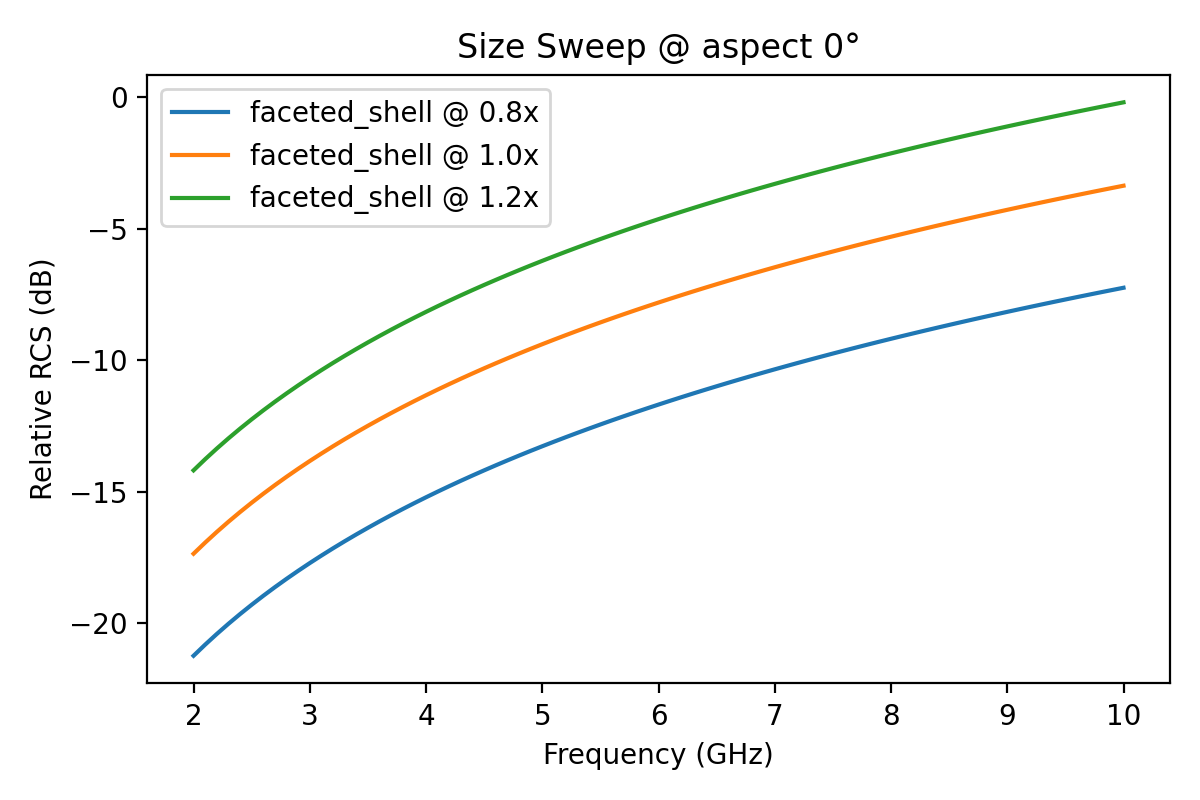 Size Sweep @ aspect 0°
faceted_shell @ 0.8x
faceted_shell @ 1.0x
faceted_shell @ 1.2x
Relative RCS (dB)
0
−5
−10
−15
−20
2 3 4 5 6 7 8 9 10
Frequency (GHz)